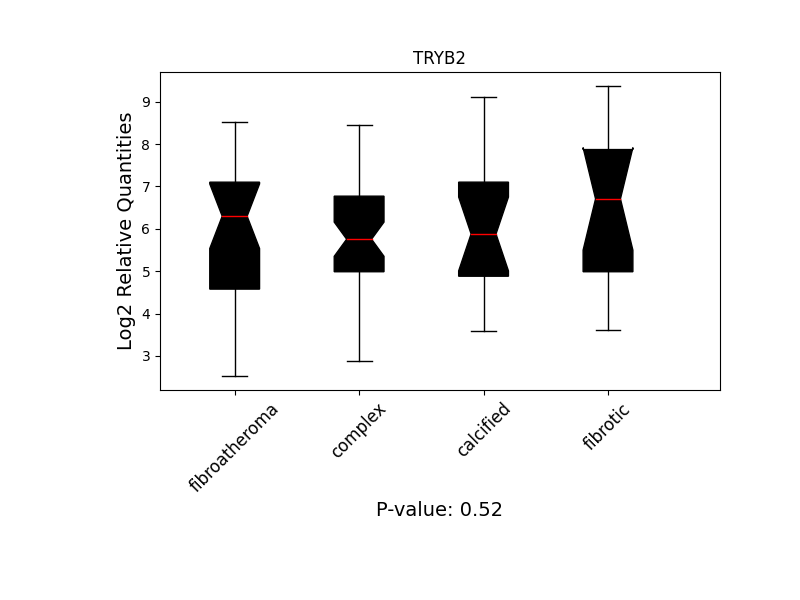 TRYB2
Log2 Relative Quantities
9
8
7
6
5
4
3
fibroatheroma
complex
calcified
fibrotic
P-value: 0.52